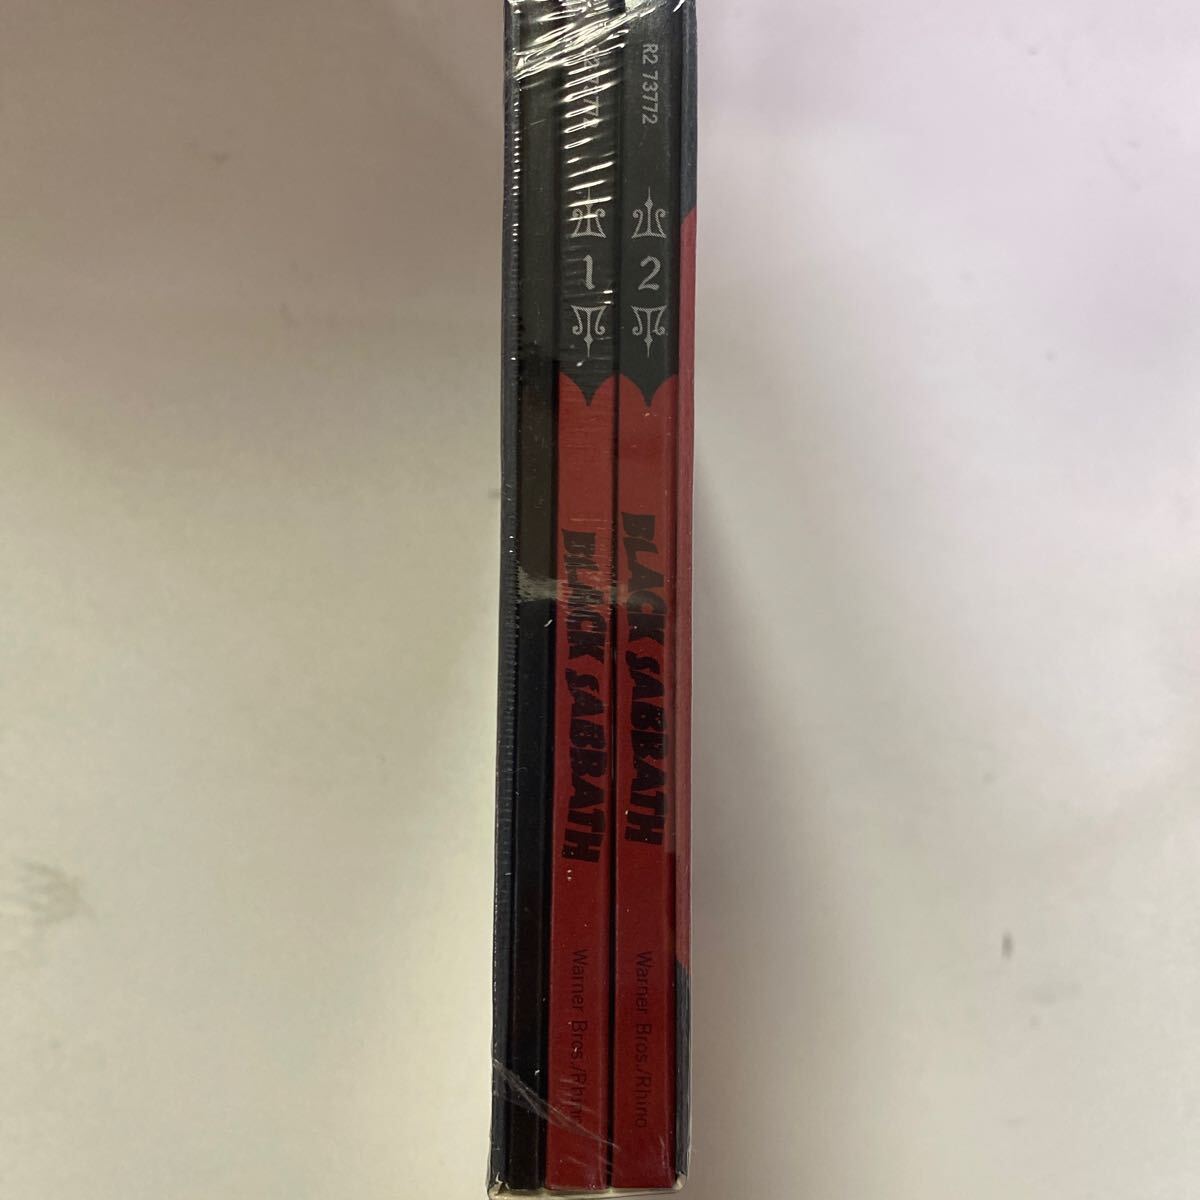 1
BLACK SABBATH
Warner Bros./Rhino
R2 73772
2
BLACK SABBATH
Warner Bros./Rhino